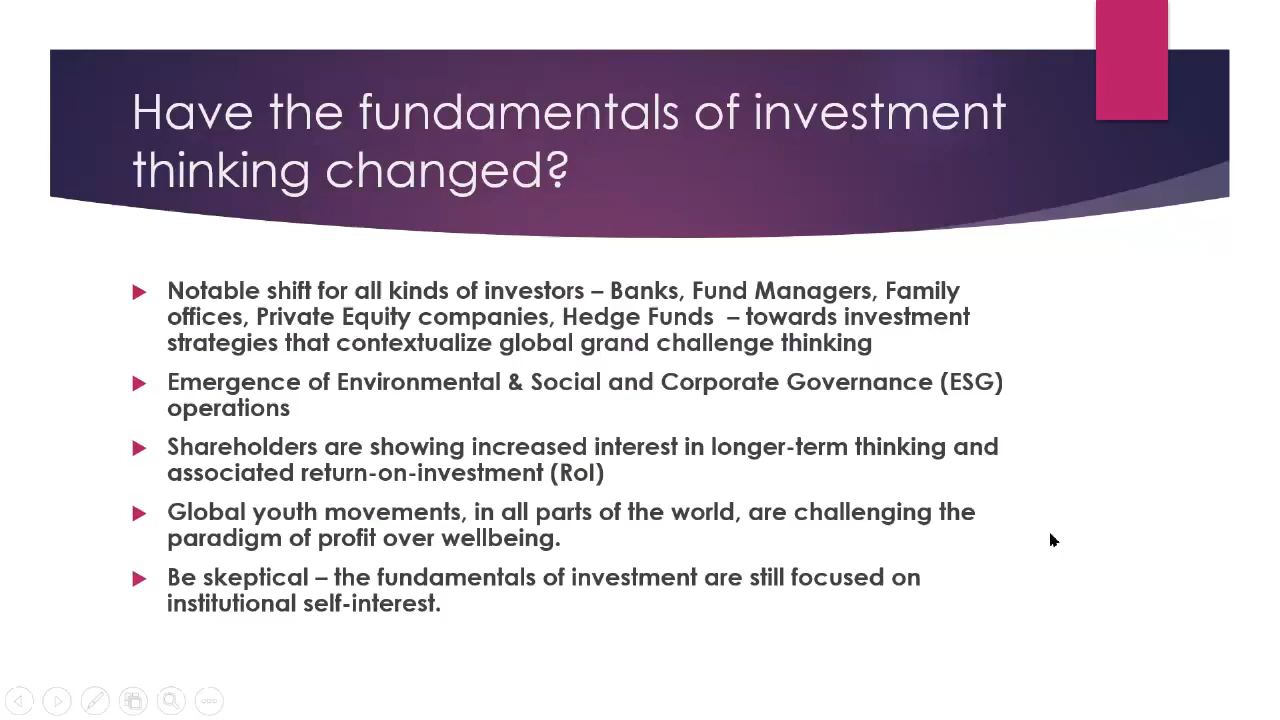 Have the fundamentals of investment
thinking changed?
Notable shift for all kinds of investors – Banks, Fund Managers, Family
offices, Private Equity companies, Hedge Funds – towards investment
strategies that contextualize global grand challenge thinking
Emergence of Environmental & Social and Corporate Governance (ESG)
operations
Shareholders are showing increased interest in longer-term thinking and
associated return-on-investment (RoI)
Global youth movements, in all parts of the world, are challenging the
paradigm of profit over wellbeing.
Be skeptical – the fundamentals of investment are still focused on
institutional self-interest.